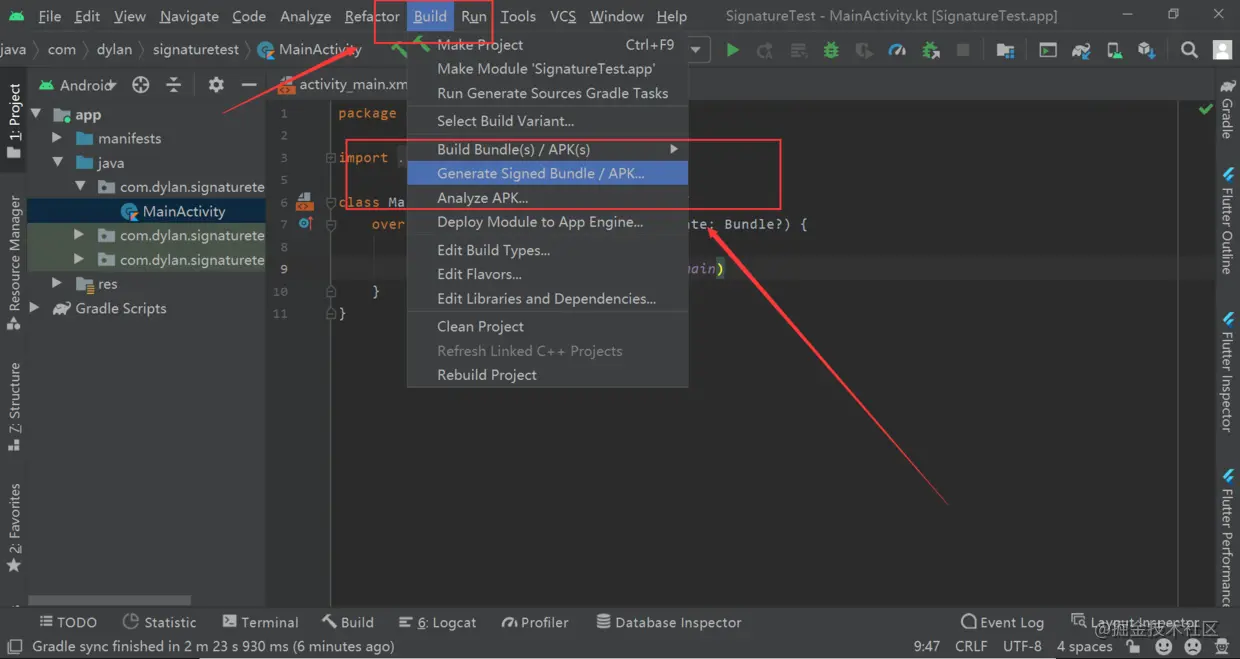 File Edit View Navigate Code Analyze Refactor Build Run Tools VCS Window Help SignatureTest - MainActivity.kt [SignatureTest.app]
java com dylan signaturetest MainActivity
Make Project Ctrl+F9
Make Module 'SignatureTest.app'
Run Generate Sources Gradle Tasks
Select Build Variant...
Build Bundle(s) / APK(s)
Generate Signed Bundle / APK...
Analyze APK...
Deploy Module to App Engine...
Edit Build Types...
Edit Flavors...
Edit Libraries and Dependencies...
Clean Project
Refresh Linked C++ Projects
Rebuild Project
1: Project
Resource Manager
7: Structure
2: Favorites
Android
app
manifests
java
com.dylan.signaturete
MainActivity
com.dylan.signaturete
com.dylan.signaturete
res
Gradle Scripts
activity_main.xm
1 package
2
3 import .
5
6 class Ma
7 over ate: Bundle?) {
8
9 main)
10 }
11 }
Gradle
Flutter Outline
Flutter Inspector
Flutter Performance
TODO Statistic Terminal Build 6: Logcat Profiler Database Inspector Event Log Layout Inspector
@掘金技术社区
Gradle sync finished in 2 m 23 s 930 ms (6 minutes ago) 9:47 CRLF UTF-8 4 spaces